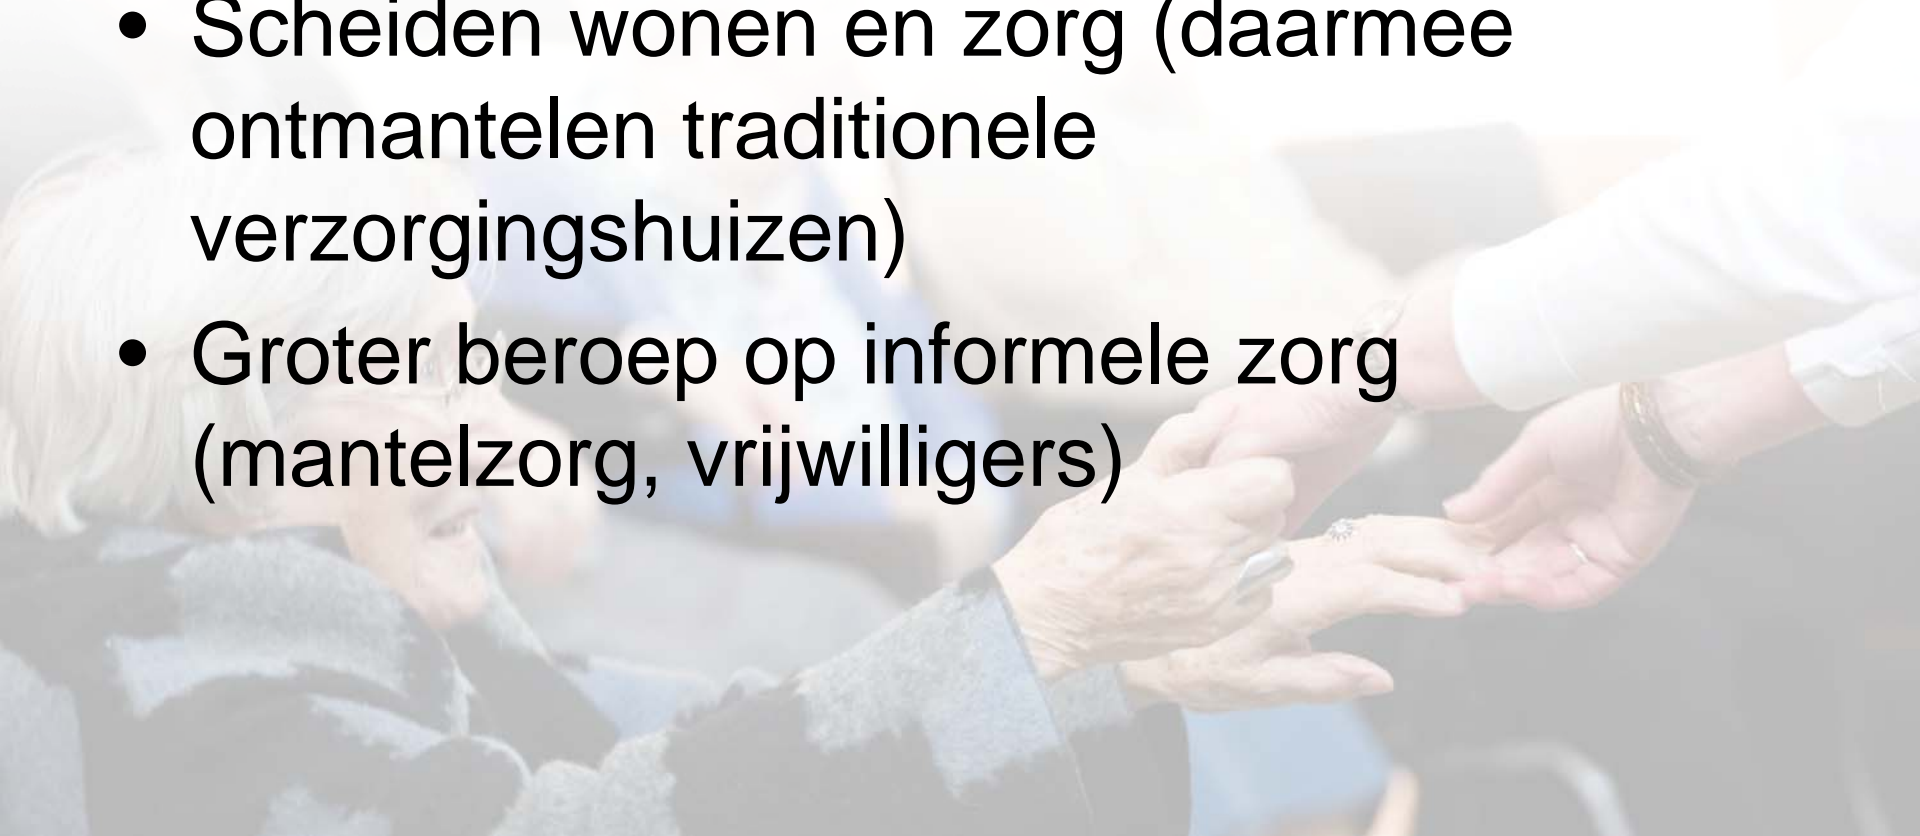 • Scheiden wonen en zorg (daarmee
ontmantelen traditionele
verzorgingshuizen)
• Groter beroep op informele zorg
(mantelzorg, vrijwilligers)